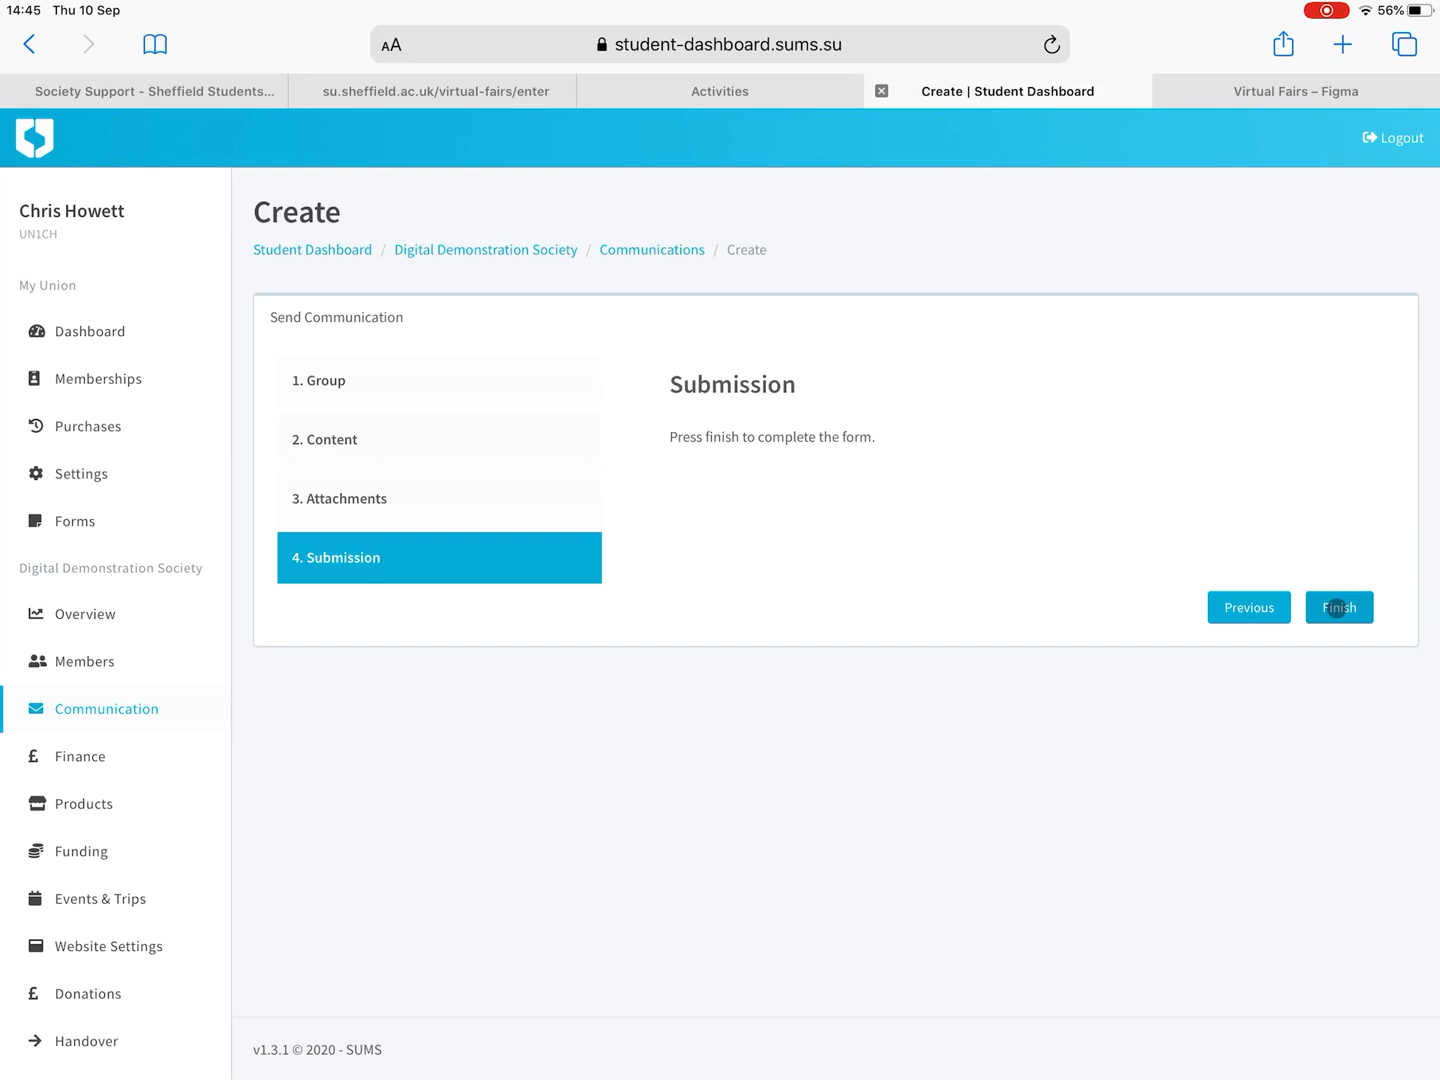 14:45 Thu 10 Sep
56%
AA
student-dashboard.sums.su
Society Support - Sheffield Students...
su.sheffield.ac.uk/virtual-fairs/enter
Activities
Create | Student Dashboard
Virtual Fairs – Figma
Logout
Chris Howett
UN1CH
My Union
Dashboard
Memberships
Purchases
Settings
Forms
Digital Demonstration Society
Overview
Members
Communication
£ Finance
Products
Funding
Events & Trips
Website Settings
£ Donations
Handover
Create
Student Dashboard / Digital Demonstration Society / Communications / Create
Send Communication
1. Group
2. Content
3. Attachments
4. Submission
Submission
Press finish to complete the form.
Previous
Finish
v1.3.1 © 2020 - SUMS